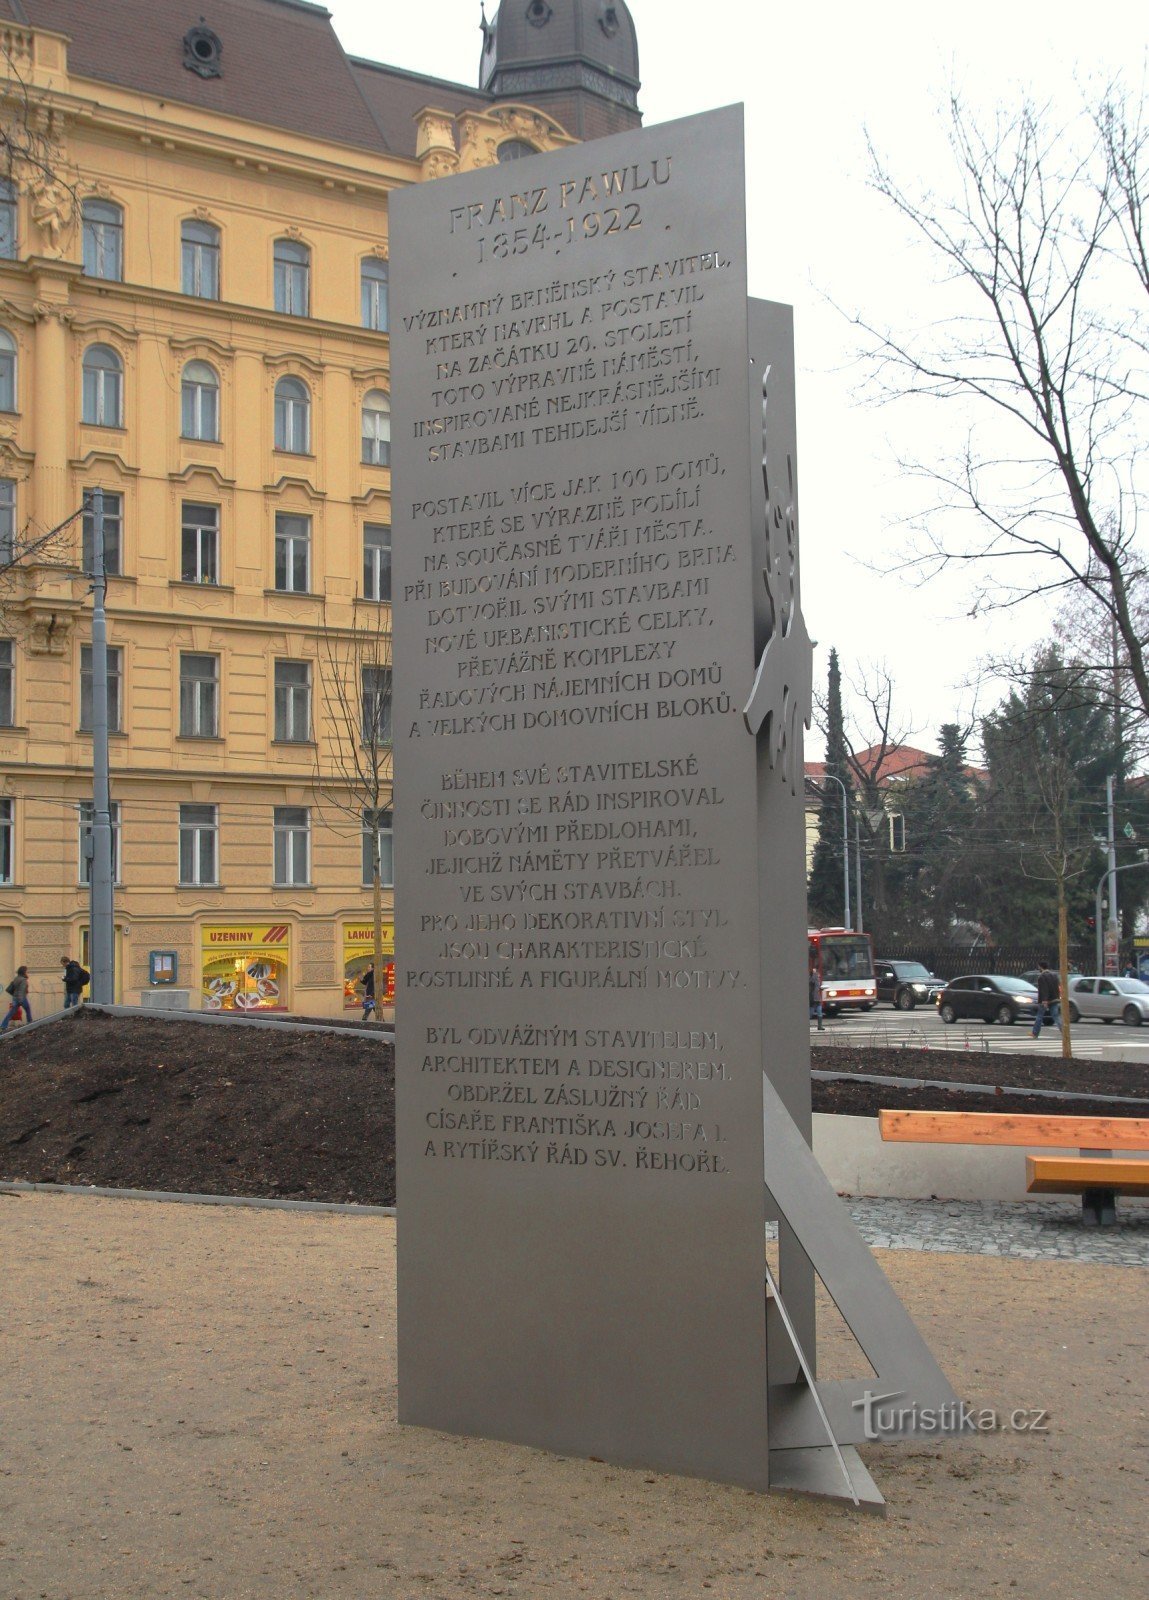 FRANZ PAWLU
1854-1922
VÝZNAMNÝ BRNĚNSKÝ STAVITEL,
KTERÝ NAVRHL A POSTAVIL
NA ZAČÁTKU 20. STOLETÍ
TOTO VÝPRAVNÉ NÁMĚSTÍ,
INSPIROVANÉ NEJKRÁSNĚJŠÍMI
STAVBAMI TEHDEJŠÍ VÍDNĚ.
POSTAVIL VÍCE JAK 100 DOMŮ,
KTERÉ SE VÝRAZNĚ PODÍLÍ
NA SOUČASNÉ TVÁŘI MĚSTA.
PŘI BUDOVÁNÍ MODERNÍHO BRNA
DOTVOŘIL SVÝMI STAVBAMI
NOVÉ URBANISTICKÉ CELKY,
PŘEVÁŽNĚ KOMPLEXY
ŘADOVÝCH NÁJEMNÍCH DOMŮ
A VELKÝCH DOMOVNÍCH BLOKŮ.
BĚHEM SVÉ STAVITELSKÉ
ČINNOSTI SE RÁD INSPIROVAL
DOBOVÝMI PŘEDLOHAMI,
JEJICHŽ NÁMĚTY PŘETVÁŘEL
VE SVÝCH STAVBÁCH.
PRO JEHO DEKORATIVNÍ STYL
JSOU CHARAKTERISTICKÉ
ROSTLINNÉ A FIGURÁLNÍ MOTIVY.
BYL ODVÁŽNÝM STAVITELEM,
ARCHITEKTEM A DESIGNEREM.
OBDRŽEL ZÁSLUŽNÝ ŘÁD
CÍSAŘE FRANTIŠKA JOSEFA I.
A RYTÍŘSKÝ ŘÁD SV. ŘEHOŘE.
UZENINY
LAHŮDKY
Turistika.cz